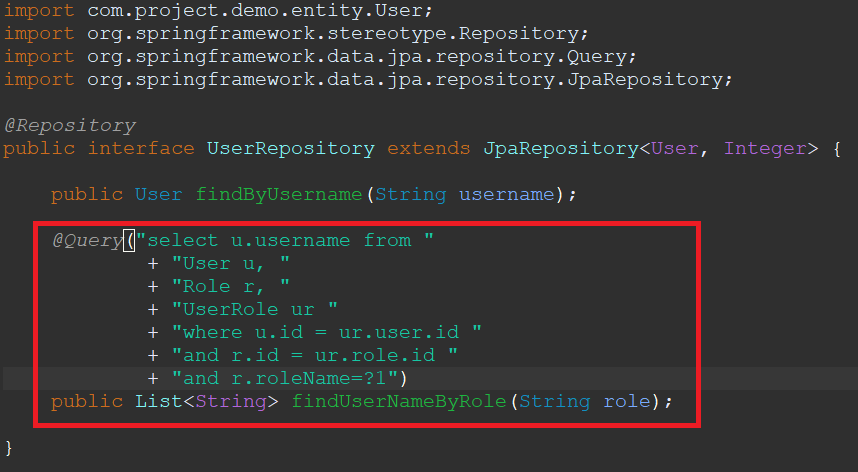 import com.project.demo.entity.User;
import org.springframework.stereotype.Repository;
import org.springframework.data.jpa.repository.Query;
import org.springframework.data.jpa.repository.JpaRepository;
@Repository
public interface UserRepository extends JpaRepository<User, Integer> {
public User findByUsername(String username);
@Query("select u.username from "
+ "User u, "
+ "Role r, "
+ "UserRole ur "
+ "where u.id = ur.user.id "
+ "and r.id = ur.role.id "
+ "and r.roleName=?1")
public List<String> findUserNameByRole(String role);
}